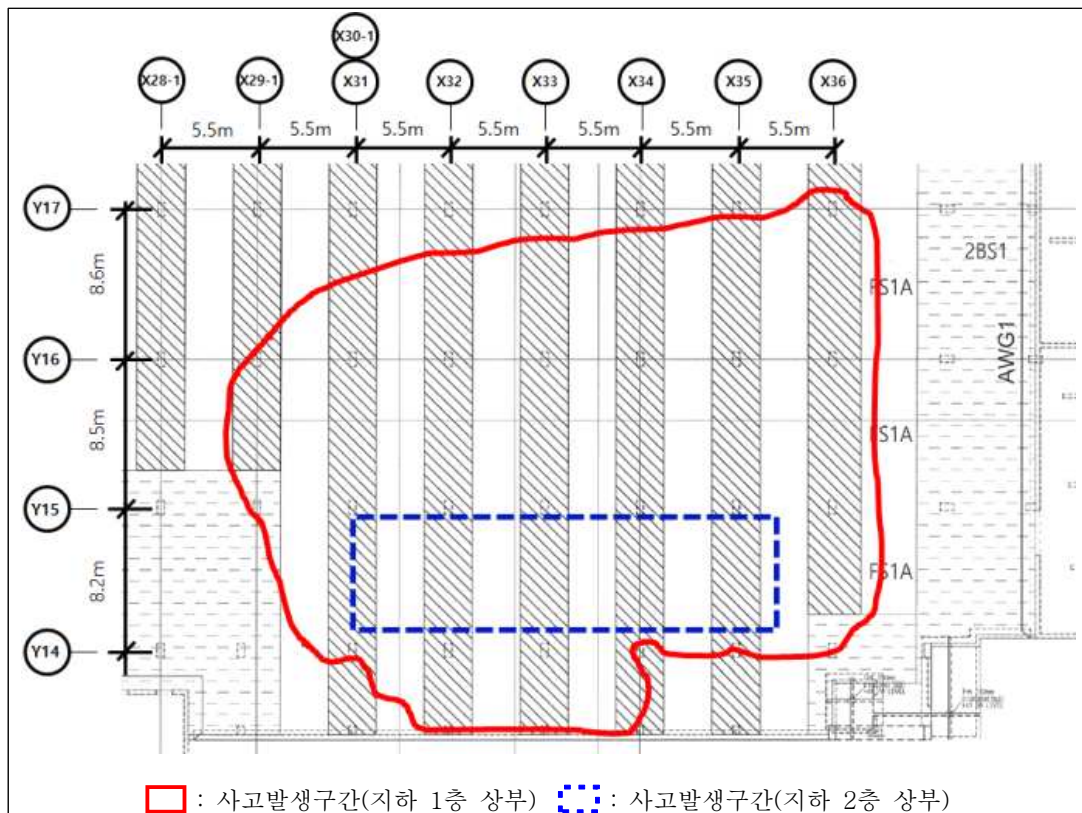 X30-1
X28-1 X29-1 X31 X32 X33 X34 X35 X36
5.5m 5.5m 5.5m 5.5m 5.5m 5.5m 5.5m
Y17
8.6m
2BS1
FS1A
AWG1
Y16
8.5m
FS1A
Y15
8.2m
FS1A
Y14
: 사고발생구간(지하 1층 상부) : 사고발생구간(지하 2층 상부)